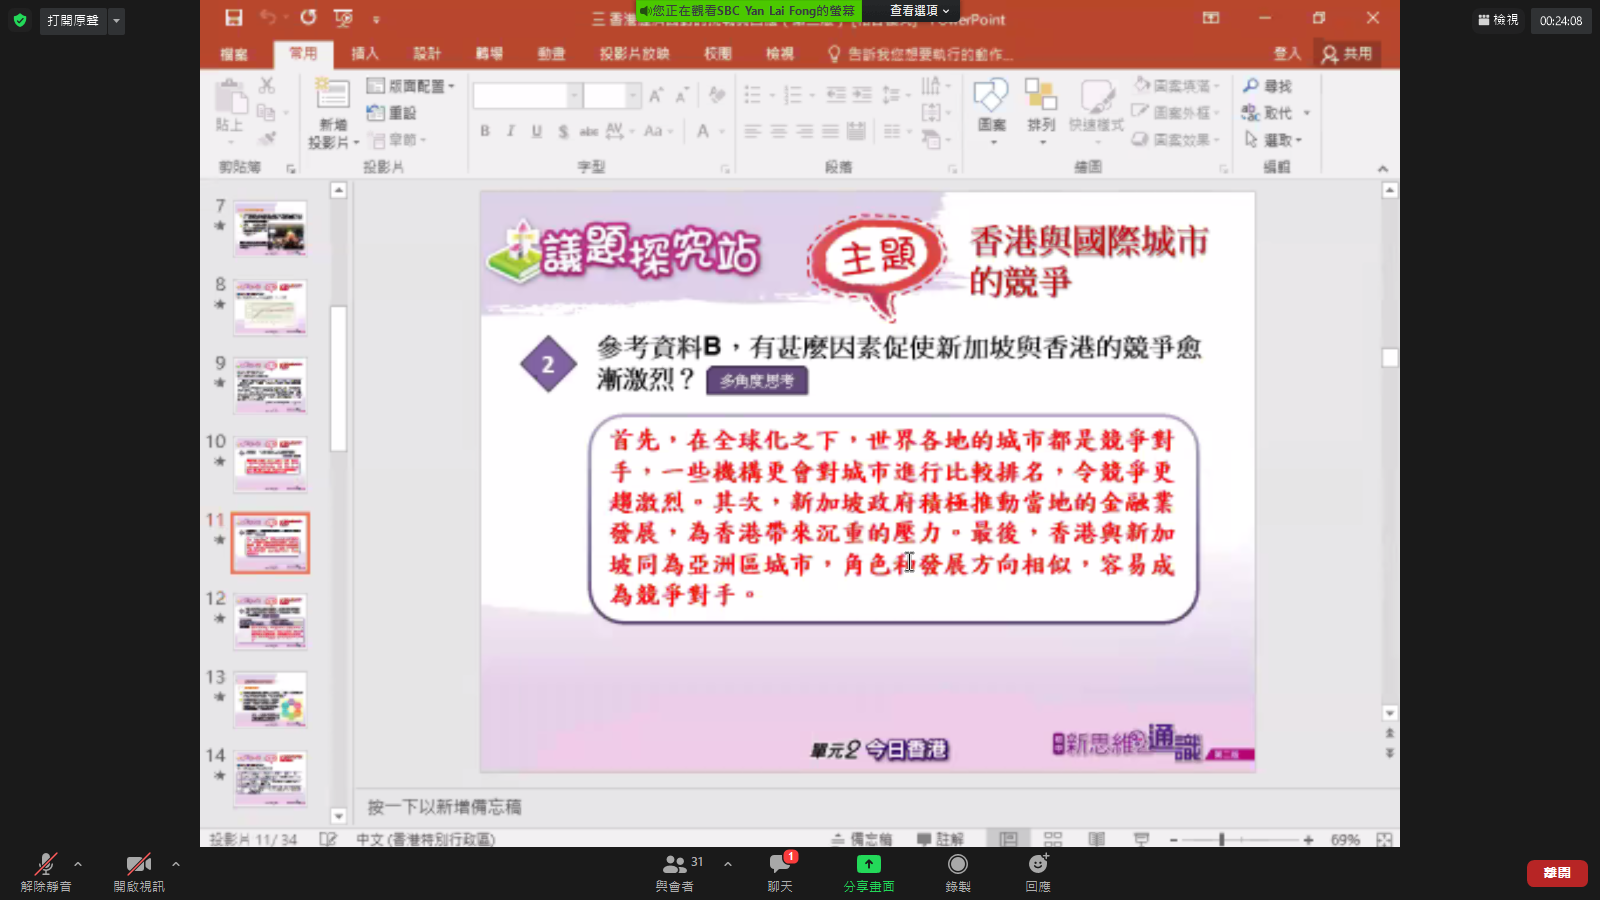 打開原聲
您正在觀看SBC Yan Lai Fong的螢幕
查看選項
PowerPoint
檢視
00:24:08
檔案 常用 插入 設計 轉場 動畫 投影片放映 校閱 檢視 告訴我您想要執行的動作... 登入 共用
貼上
剪貼簿
新增
投影片
版面配置
重設
章節
投影片
B I U S abc AV Aa A
字型
段落
圖案
排列
快速樣式
圖案填滿
圖案外框
圖案效果
繪圖
尋找
取代
選取
編輯
7
8
9
10
11
12
13
14
議題探究站
主題
香港與國際城市
的競爭
2
參考資料B，有甚麼因素促使新加坡與香港的競爭愈
漸激烈？ 多角度思考
首先，在全球化之下，世界各地的城市都是競爭對
手，一些機構更會對城市進行比較排名，令競爭更
趨激烈。其次，新加坡政府積極推動當地的金融業
發展，為香港帶來沉重的壓力。最後，香港與新加
坡同為亞洲區城市，角色和發展方向相似，容易成
為競爭對手。
單元2 今日香港
新思維通識
按一下以新增備忘稿
投影片 11/ 34 中文 (香港特別行政區) 備忘稿 註解 69%
解除靜音
開啟視訊
31
與會者
1
聊天
分享畫面
錄製
回應
離開